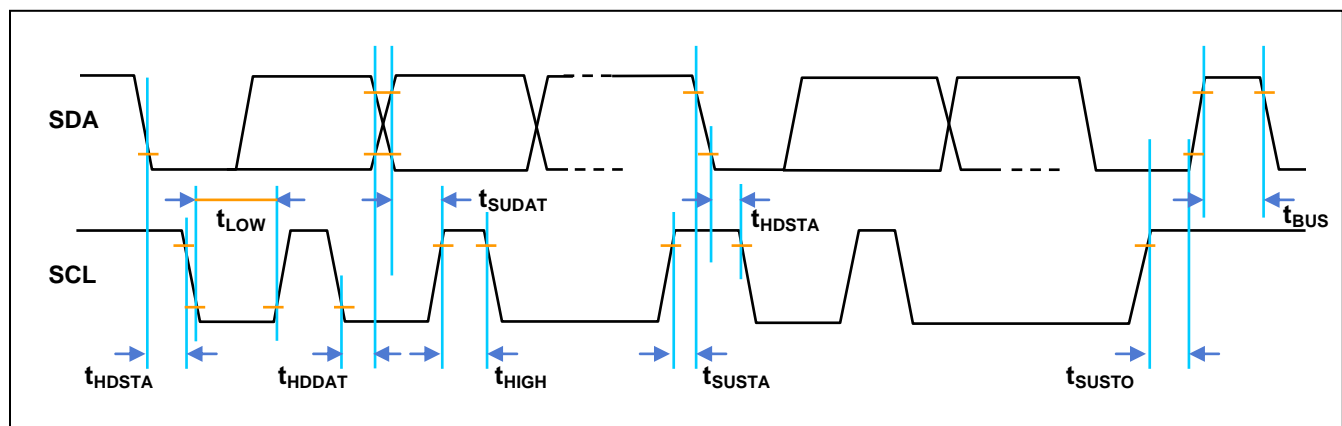 SDA
tLOW
tSUDAT
tHDSTA
tBUS
SCL
tHDSTA
tHDDAT
tHIGH
tSUSTA
tSUSTO